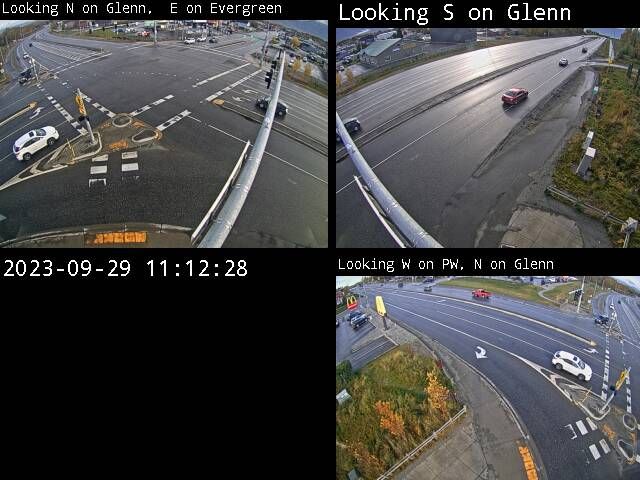 Looking N on Glenn, E on Evergreen
Looking S on Glenn
2023-09-29 11:12:28
Looking W on PW, N on Glenn